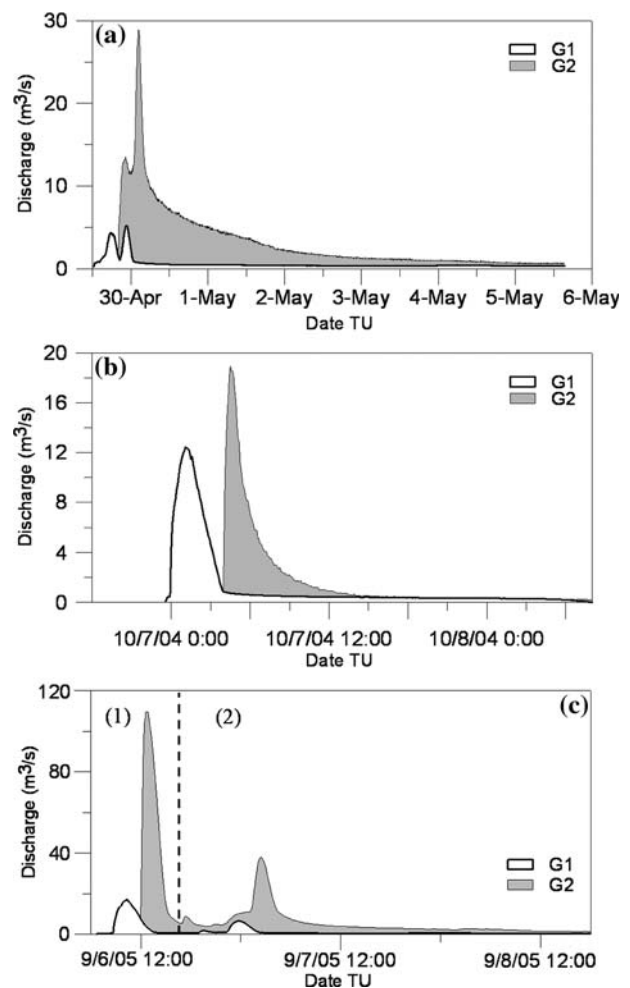 (a)
Discharge (m³/s)
30
20
10
0
G1
G2
30-Apr 1-May 2-May 3-May 4-May 5-May 6-May
Date TU
(b)
Discharge (m³/s)
20
16
12
8
4
0
G1
G2
10/7/04 0:00 10/7/04 12:00 10/8/04 0:00
Date TU
(c)
(1) (2)
Discharge (m³/s)
120
80
40
0
G1
G2
9/6/05 12:00 9/7/05 12:00 9/8/05 12:00
Date TU